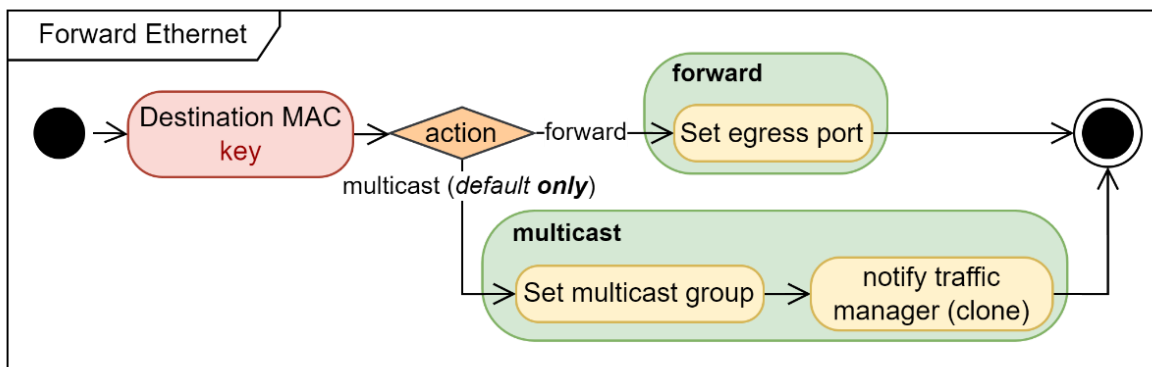 Forward Ethernet
Destination MAC
key
action
forward
forward
Set egress port
multicast (default only)
multicast
Set multicast group
notify traffic
manager (clone)